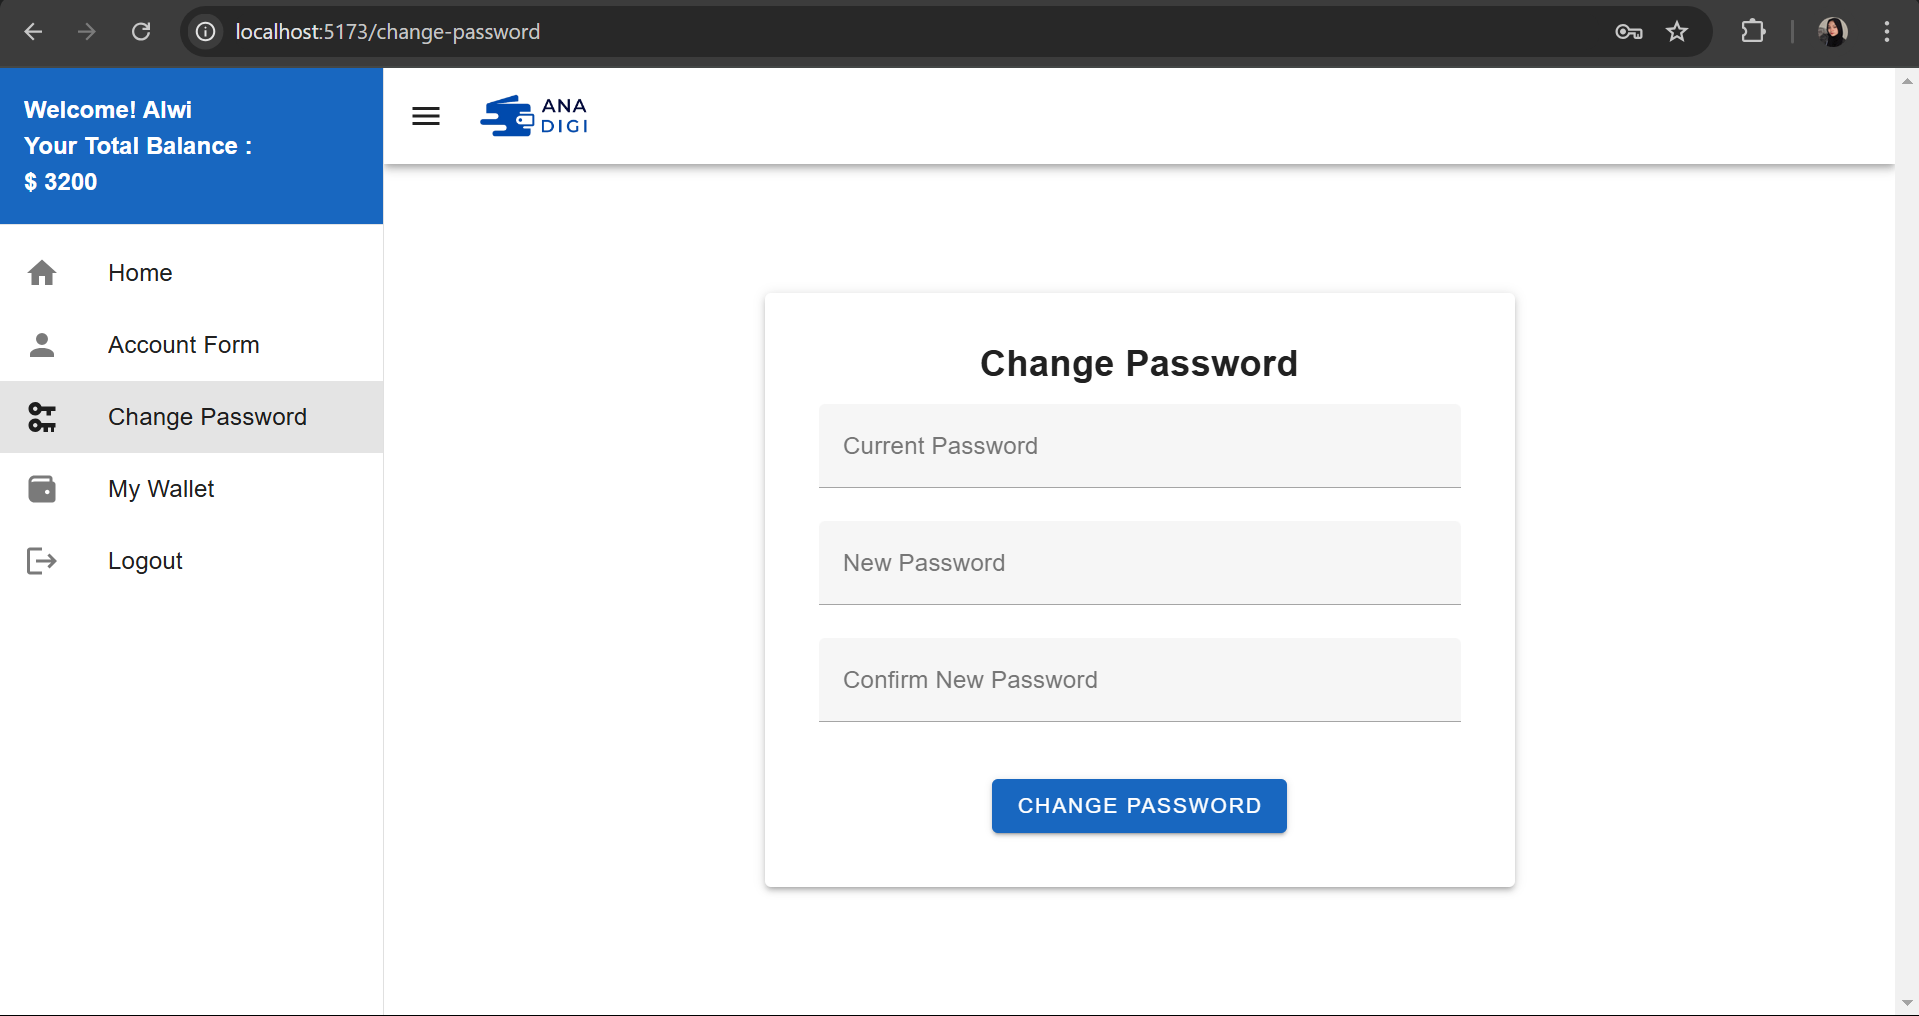 localhost:5173/change-password
Welcome! Alwi
Your Total Balance :
$ 3200
ANA
DIGI
Home
Account Form
Change Password
My Wallet
Logout
Change Password
Current Password
New Password
Confirm New Password
CHANGE PASSWORD